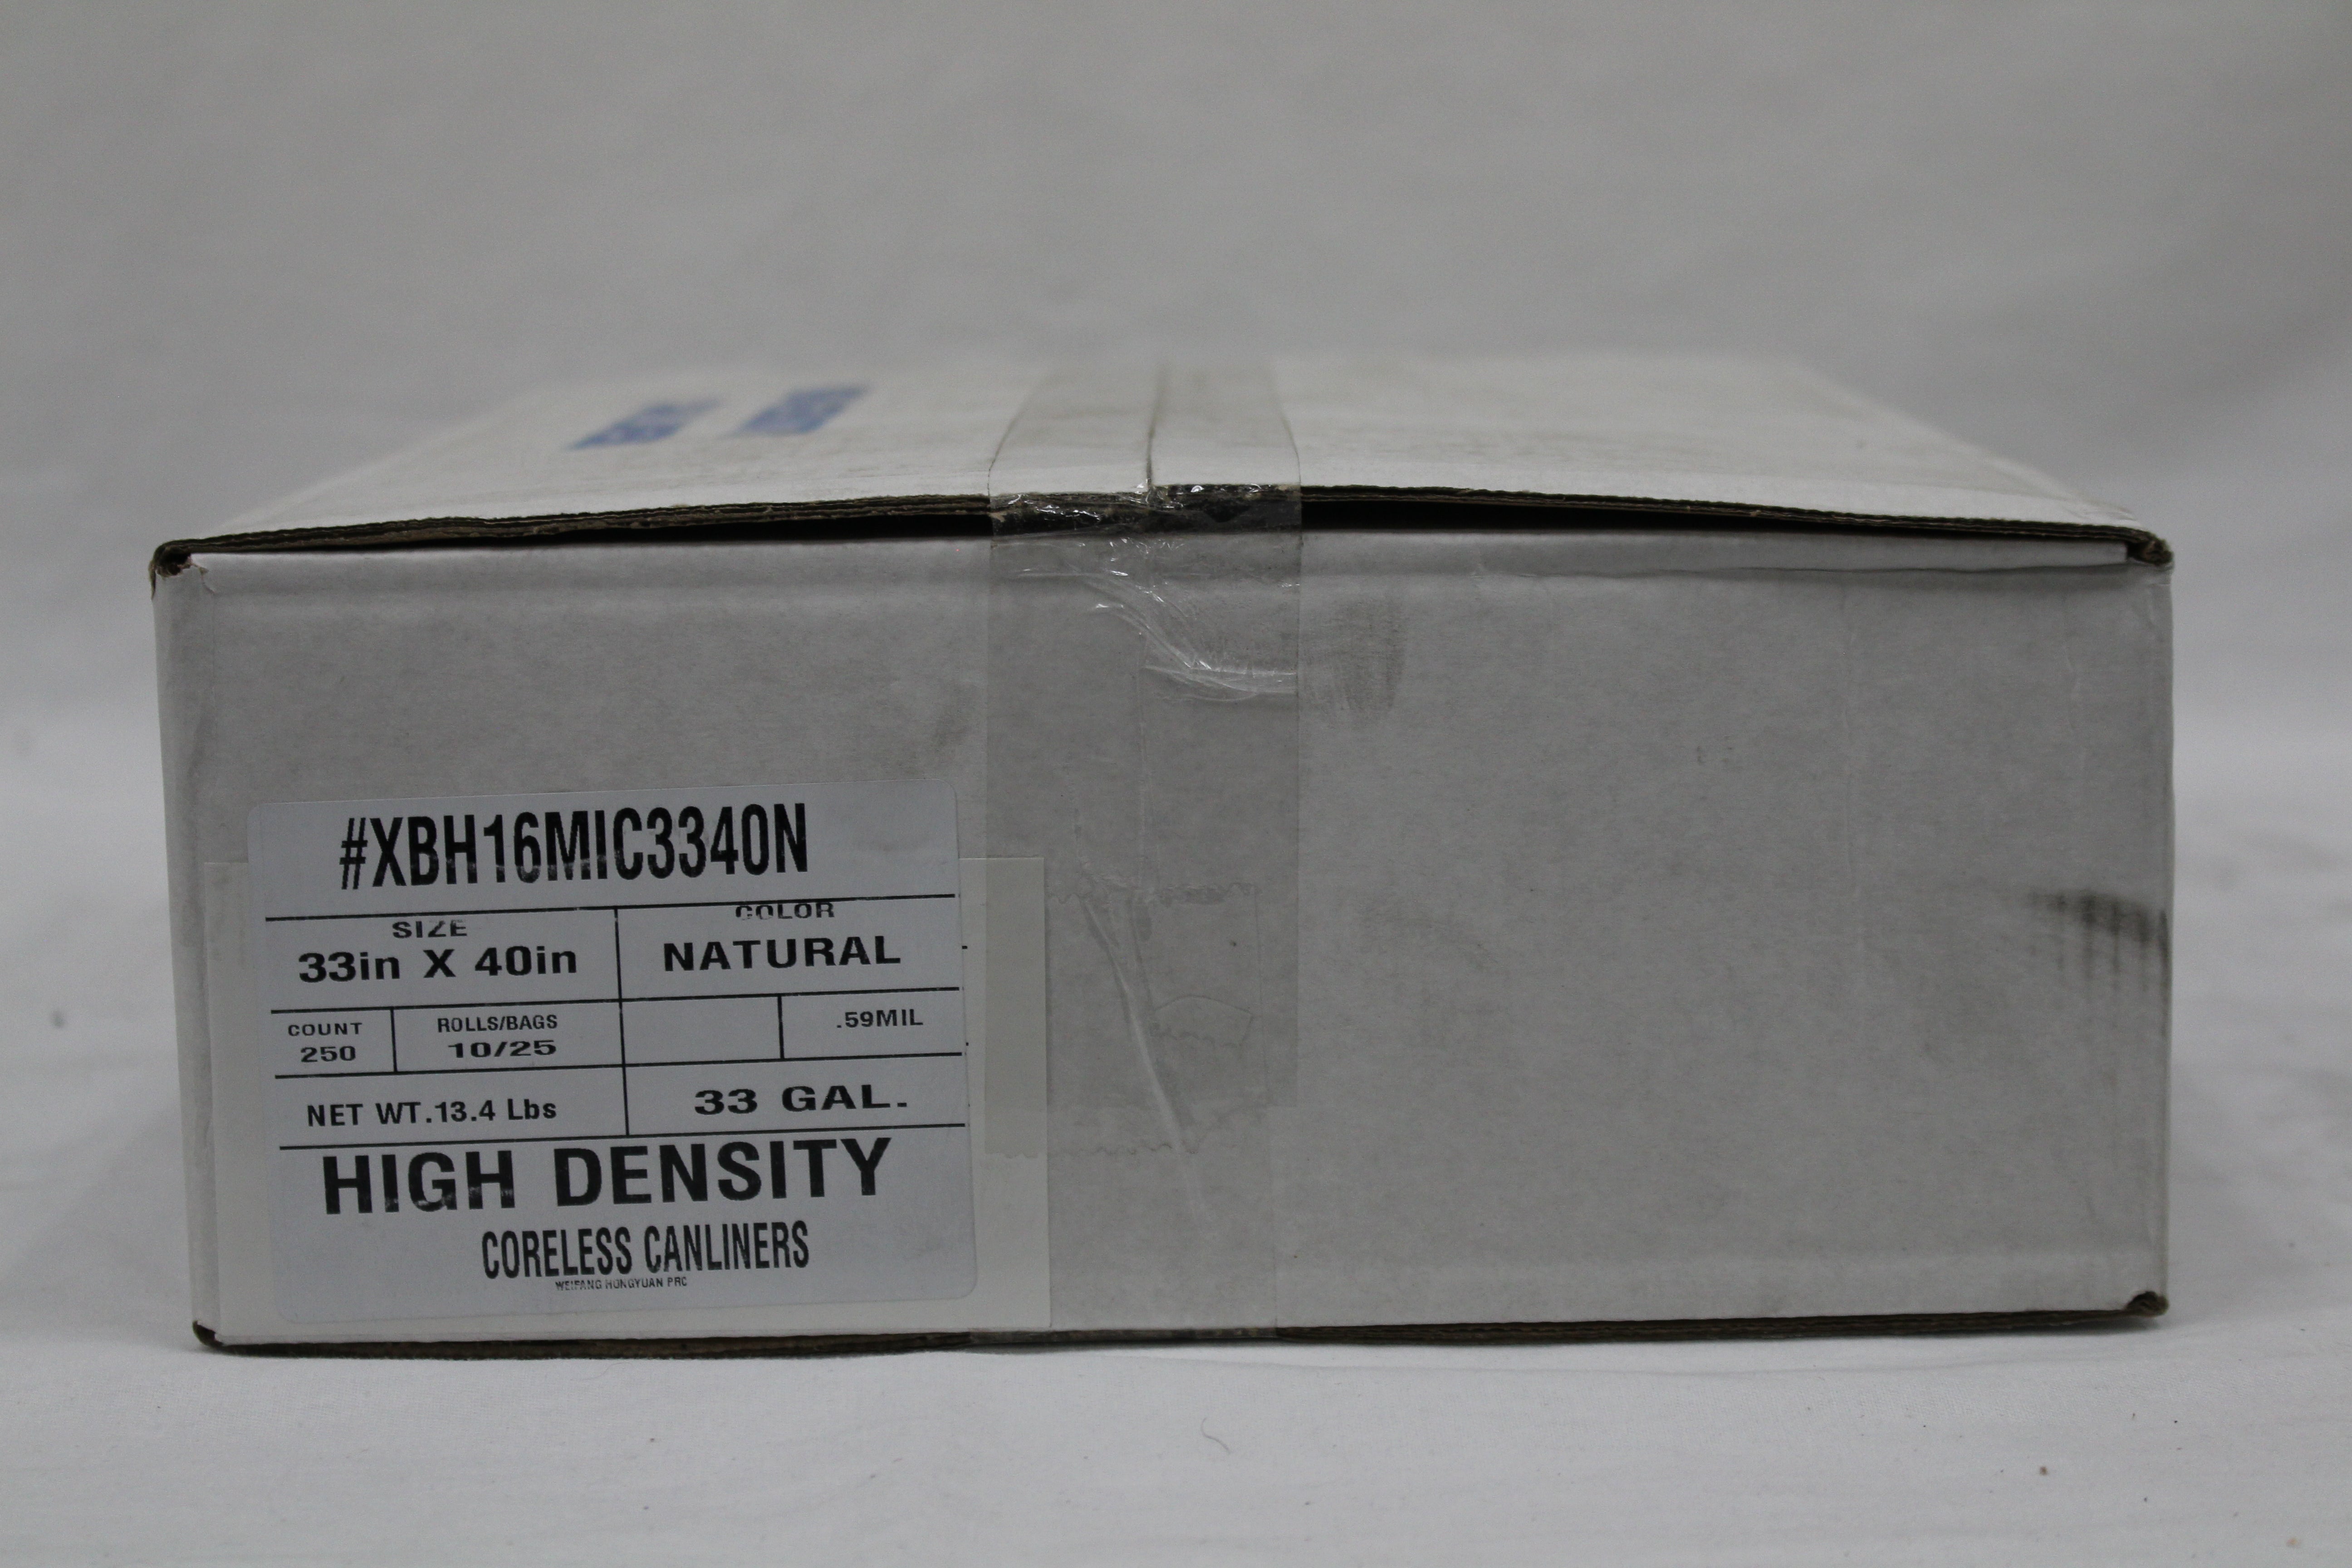 #XBH16MIC3340N
SIZE
33in X 40in
COLOR
NATURAL
COUNT
250
ROLLS/BAGS
10/25
.59MIL
NET WT.13.4 Lbs
33 GAL.
HIGH DENSITY
CORELESS CANLINERS
WEIFANG HONGYUAN PRC